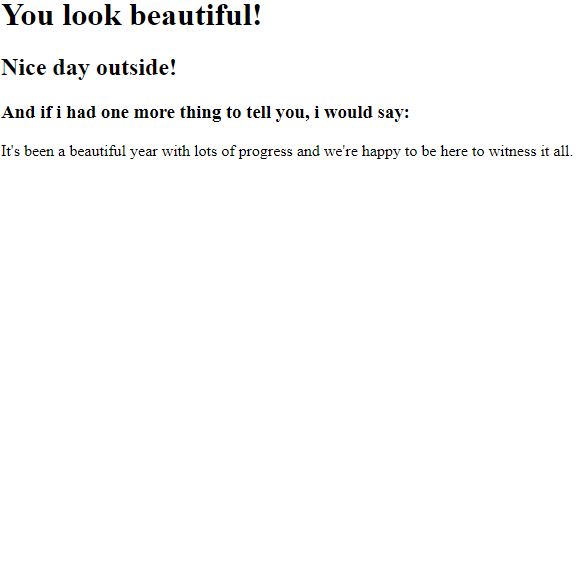 You look beautiful!
Nice day outside!
And if i had one more thing to tell you, i would say:
It's been a beautiful year with lots of progress and we're happy to be here to witness it all.